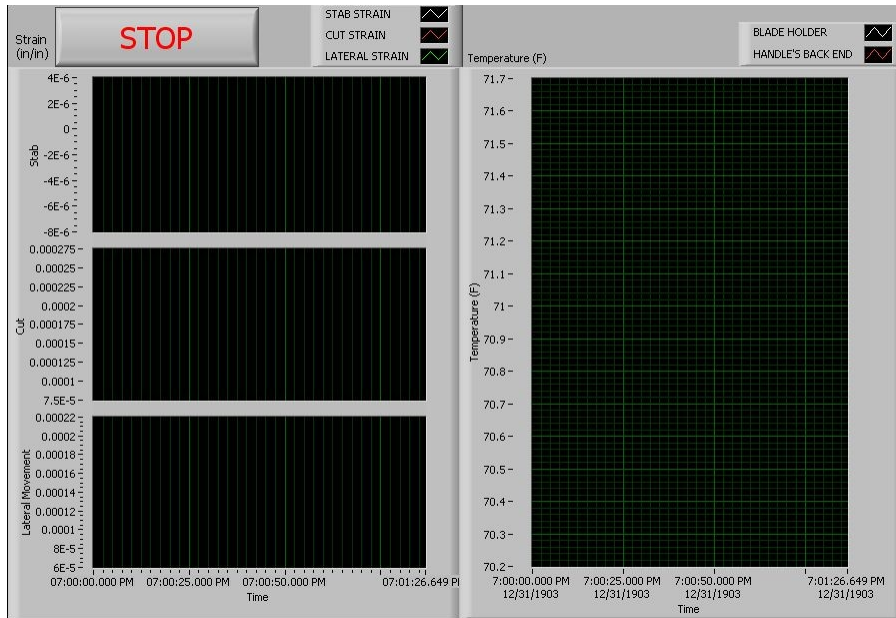 Strain
(in/in)
STOP
STAB STRAIN
CUT STRAIN
LATERAL STRAIN
4E-6
2E-6
0
-2E-6
-4E-6
-6E-6
-8E-6
Stab
0.000275
0.00025
0.000225
0.0002
0.000175
0.00015
0.000125
0.0001
7.5E-5
Cut
0.00022
0.0002
0.00018
0.00016
0.00014
0.00012
0.0001
8E-5
6E-5
Lateral Movement
07:00:00.000 PM 07:00:25.000 PM 07:00:50.000 PM 07:01:26.649 PM
Time
Temperature (F)
BLADE HOLDER
HANDLE'S BACK END
71.7
71.6
71.5
71.4
71.3
71.2
71.1
71
70.9
70.8
70.7
70.6
70.5
70.4
70.3
70.2
Temperature (F)
7:00:00.000 PM 7:00:25.000 PM 7:00:50.000 PM 7:01:26.649 PM
12/31/1903 12/31/1903 12/31/1903 12/31/1903
Time